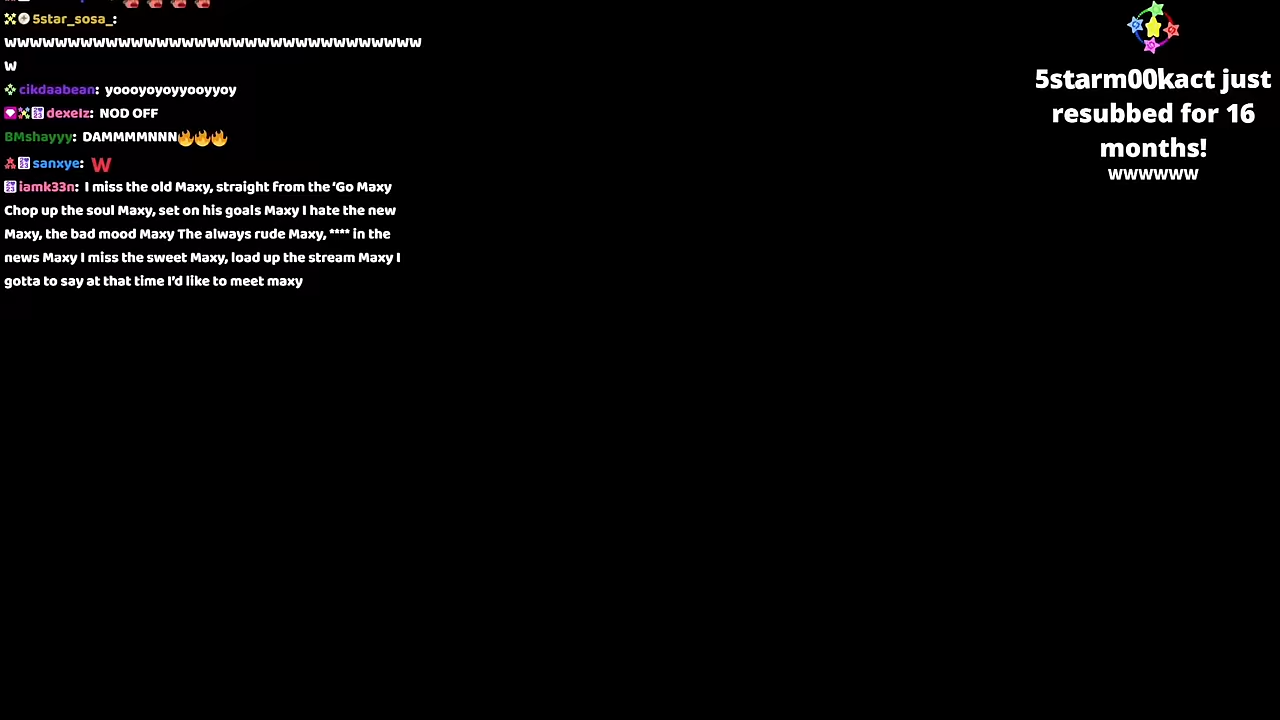 5star_sosa_:
wwwwwwwwwwwwwwwwwwwwwwwwwwwwwwwww
w
cikdaabean: yoooyoyoyyooyyoy
dexelz: NOD OFF
BMshayyy: DAMMMMNNN🔥🔥🔥
sanxye: W
iamk33n: I miss the old Maxy, straight from the 'Go Maxy
Chop up the soul Maxy, set on his goals Maxy I hate the new
Maxy, the bad mood Maxy The always rude Maxy, **** in the
news Maxy I miss the sweet Maxy, load up the stream Maxy I
gotta to say at that time I'd like to meet maxy
5starm00kact just
resubbed for 16
months!
wwwwww